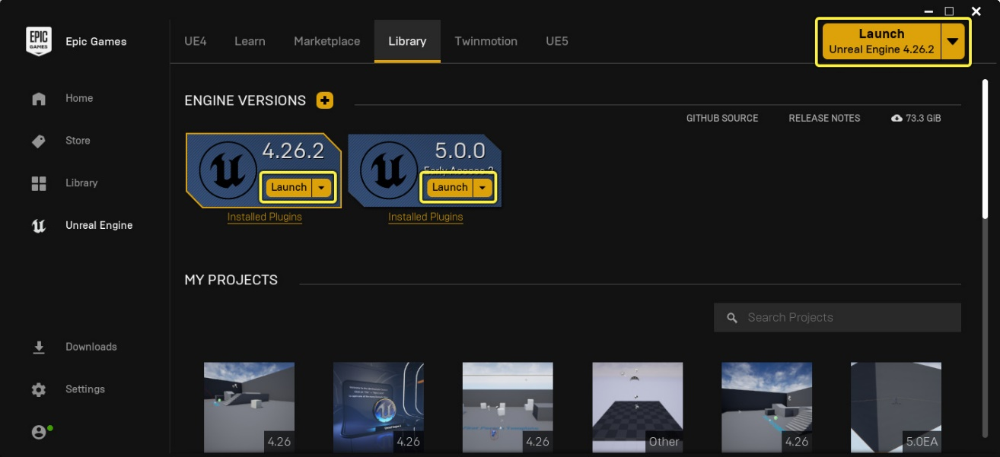 EPIC
GAMES
Epic Games
UE4
Learn
Marketplace
Library
Twinmotion
UE5
Launch
Unreal Engine 4.26.2
Home
Store
Library
Unreal Engine
Downloads
Settings
ENGINE VERSIONS
GITHUB SOURCE
RELEASE NOTES
73.3 GiB
4.26.2
Launch
Installed Plugins
5.0.0
Early Access 2
Launch
Installed Plugins
MY PROJECTS
Search Projects
4.26
4.26
4.26
Other
4.26
5.0EA